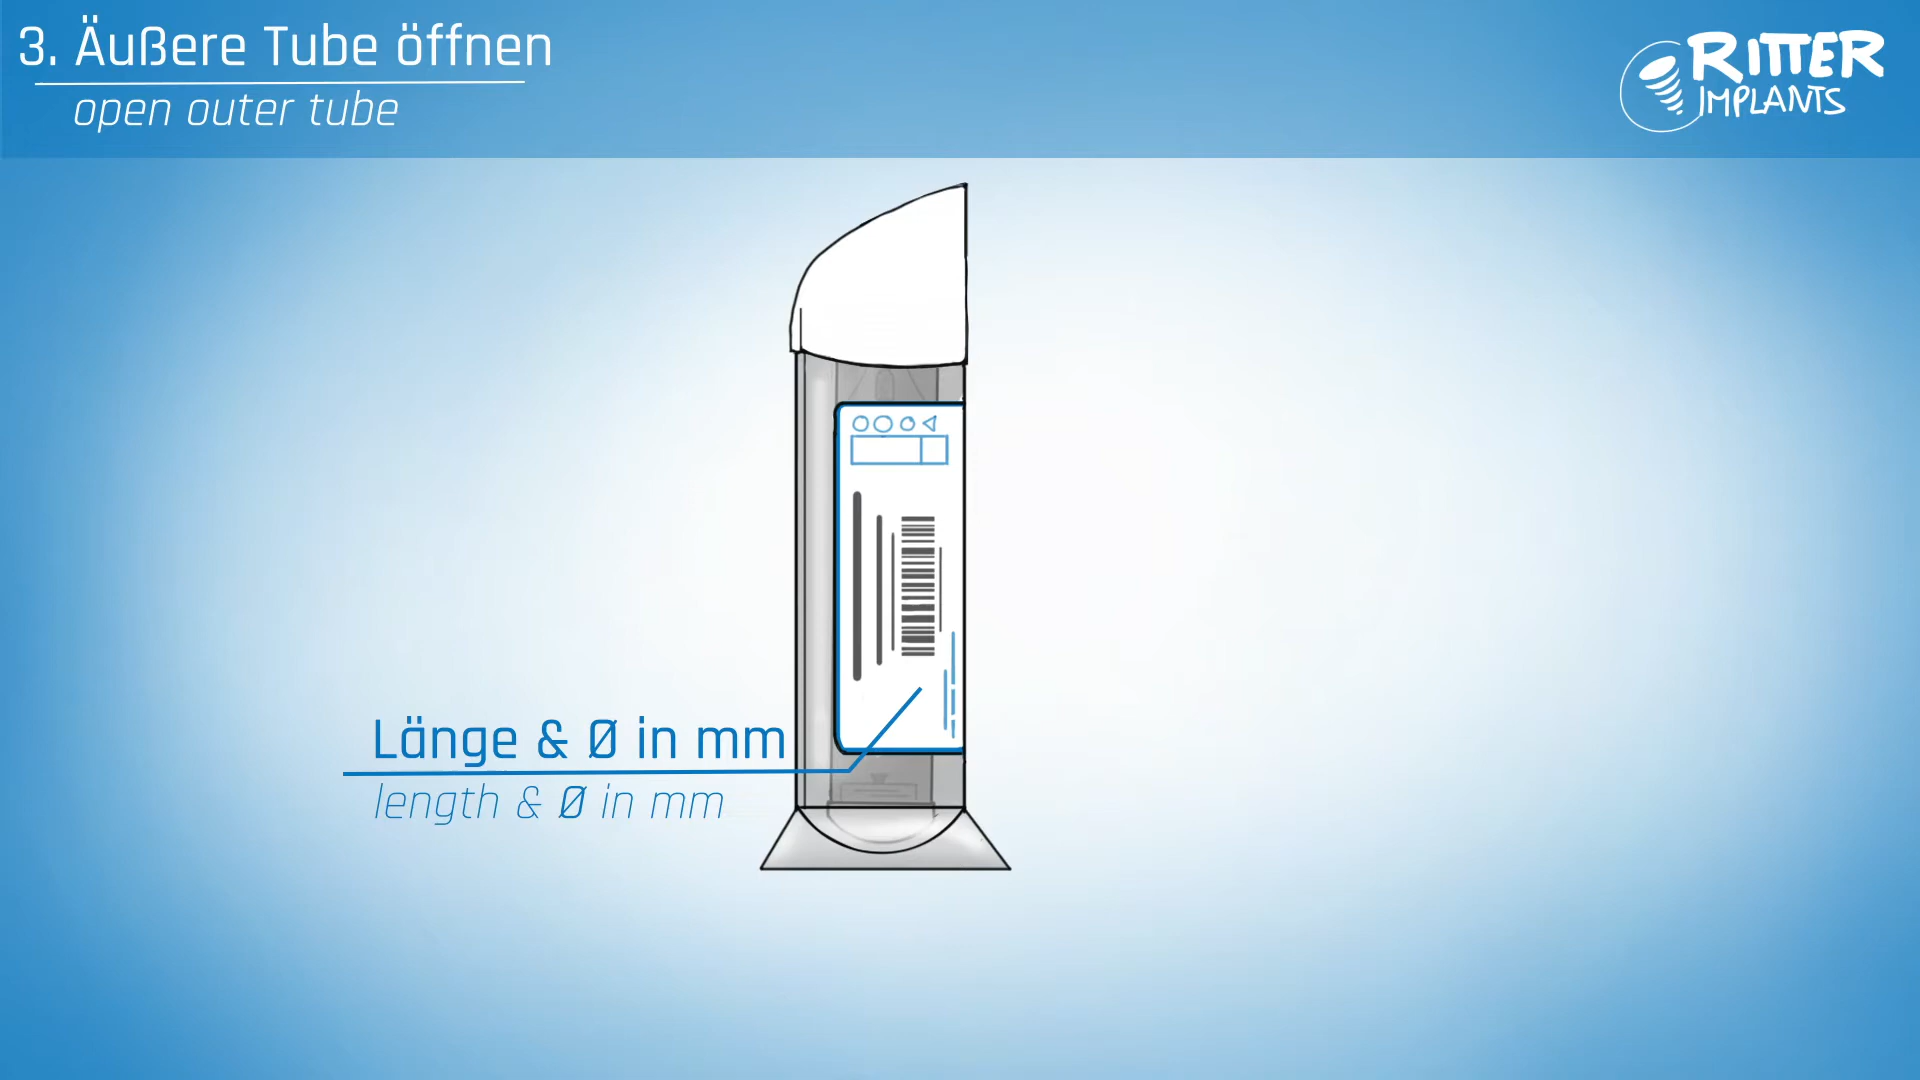 3. Äußere Tube öffnen
open outer tube
RITTER
IMPLANTS
Länge & Ø in mm
length & Ø in mm